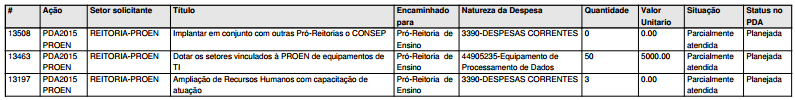 # Ação Setor solicitante Título Encaminhado para Natureza da Despesa Quantidade Valor Unitario Situação Status no PDA
13508 PDA2015 PROEN REITORIA-PROEN Implantar em conjunto com outras Pró-Reitorias o CONSEP Pró-Reitoria de Ensino 3390-DESPESAS CORRENTES 0 0.00 Parcialmente atendida Planejada
13463 PDA2015 PROEN REITORIA-PROEN Dotar os setores vinculados à PROEN de equipamentos de TI Pró-Reitoria de Ensino 44905235-Equipamento de Processamento de Dados 50 5000.00 Parcialmente atendida Planejada
13197 PDA2015 PROEN REITORIA-PROEN Ampliação de Recursos Humanos com capacitação de atuação Pró-Reitoria de Ensino 3390-DESPESAS CORRENTES 3 0.00 Parcialmente atendida Planejada